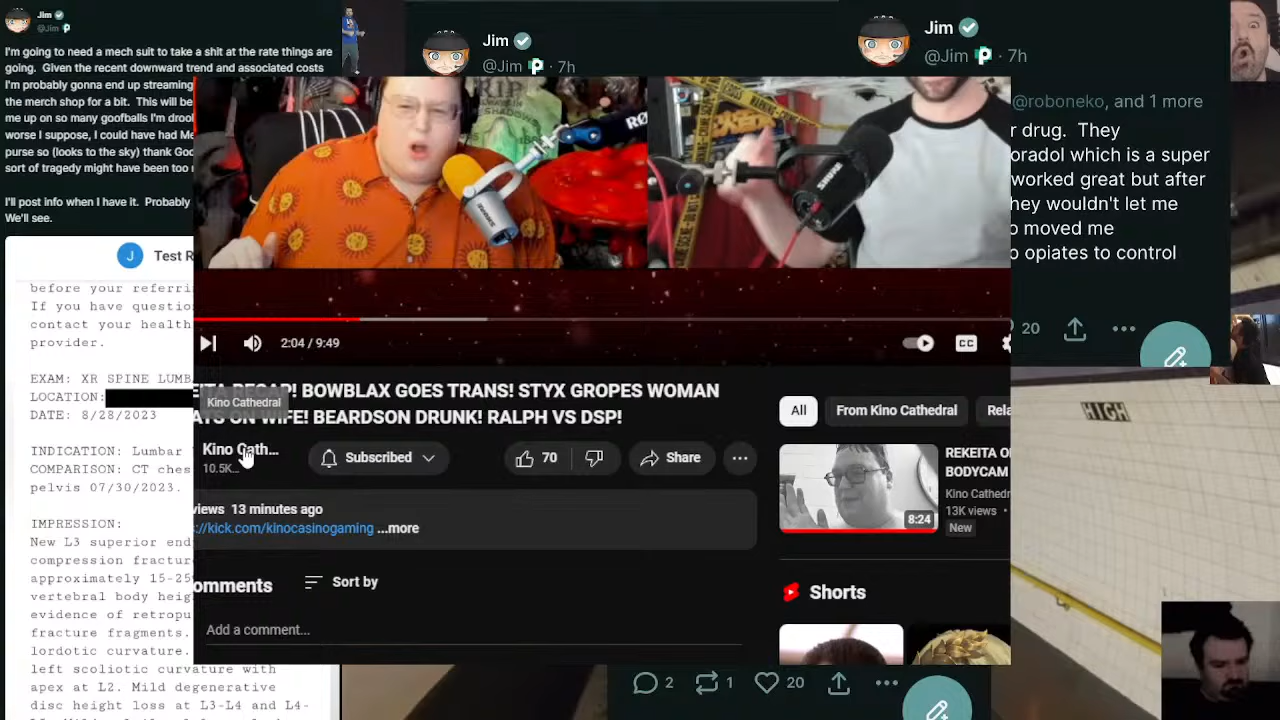 Jim
@Jim
I'm going to need a mech suit to take a shit at the rate things are
going. Given the recent downward trend and associated costs
I'm probably gonna end up streaming
the merch shop for a bit. This will be
me up on so many goofballs I'm droo
worse I suppose, I could have had Me
purse so (looks to the sky) thank Go
sort of tragedy might have been too
I'll post info when I have it. Probably
We'll see.
J
Test R
before your referri
If you have questio
contact your health
provider.
EXAM: XR SPINE LUMB
LOCATION:
DATE: 8/28/2023
INDICATION: Lumbar
COMPARISON: CT ches
pelvis 07/30/2023.
IMPRESSION:
New L3 superior end
compression fractur
approximately 15-25
vertebral body heig
evidence of retropu
fracture fragments.
lordotic curvature.
left scoliotic curvature with
apex at L2. Mild degenerative
disc height loss at L3-L4 and L4-
Jim
@Jim · 7h
Jim
@Jim · 7h
@roboneko, and 1 more
r drug. They
oradol which is a super
worked great but after
hey wouldn't let me
o moved me
o opiates to control
20
RIP
SHURE
2:04 / 9:49
CC
RECAP! BOWBLAX GOES TRANS! STYX GROPES WOMAN
ATS ON WIFE! BEARDSON DRUNK! RALPH VS DSP!
Kino Cathedral
Kino Cath...
10.5K...
Subscribed
70
Share
views 13 minutes ago
://kick.com/kinocasinogaming ...more
omments
Sort by
Add a comment...
All
From Kino Cathedral
Rela
8:24
REKEITA O
BODYCAM
Kino Cathedr
13K views •
New
Shorts
HIGH
2
1
20